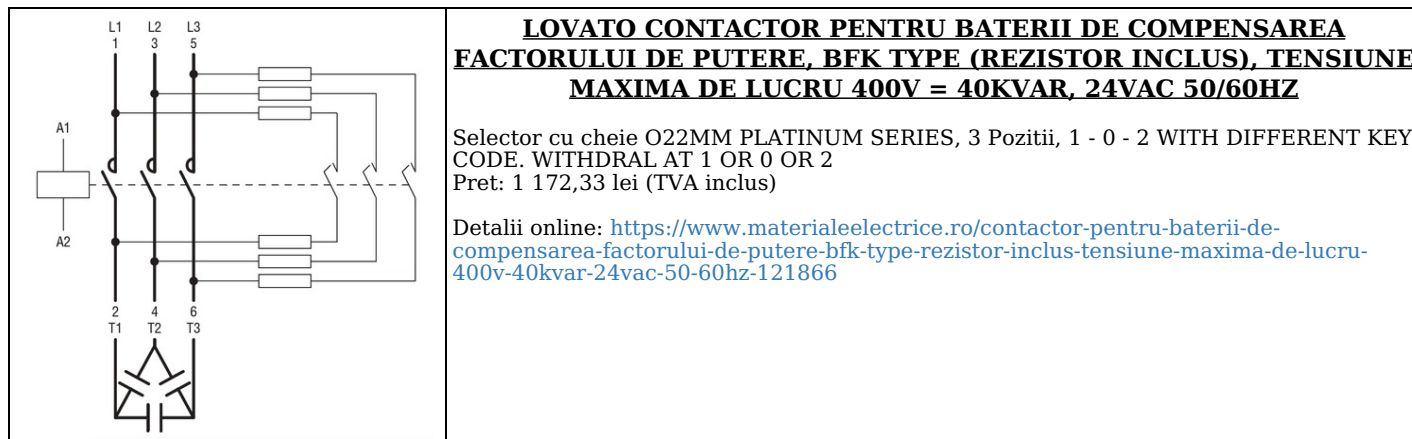 L1 L2 L3
1 3 5
A1
A2
2 4 6
T1 T2 T3
LOVATO CONTACTOR PENTRU BATERII DE COMPENSAREA
FACTORULUI DE PUTERE, BFK TYPE (REZISTOR INCLUS), TENSIUNE
MAXIMA DE LUCRU 400V = 40KVAR, 24VAC 50/60HZ
Selector cu cheie O22MM PLATINUM SERIES, 3 Pozitii, 1 - 0 - 2 WITH DIFFERENT KEY
CODE. WITHDRAL AT 1 OR 0 OR 2
Pret: 1 172,33 lei (TVA inclus)
Detalii online: https://www.materialeelectrice.ro/contactor-pentru-baterii-de-
compensarea-factorului-de-putere-bfk-type-rezistor-inclus-tensiune-maxima-de-lucru-
400v-40kvar-24vac-50-60hz-121866